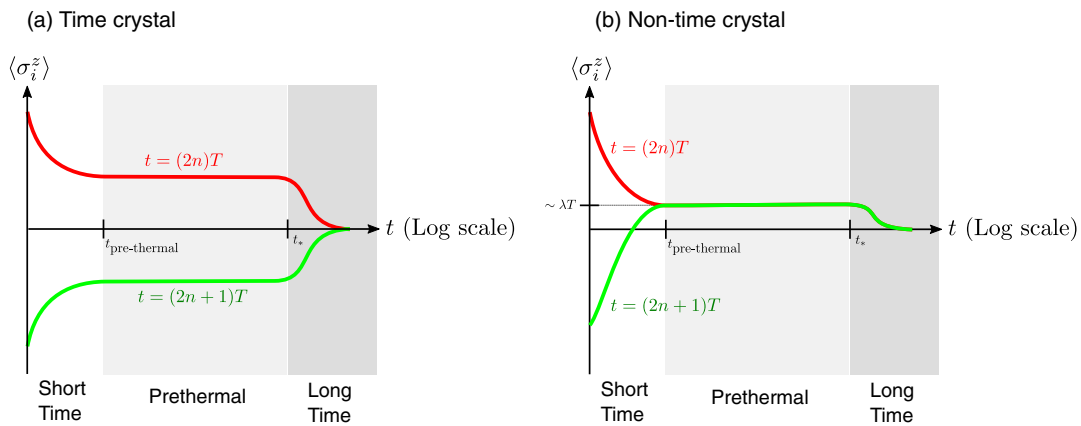 (a) Time crystal
⟨σ_i^z⟩
t = (2n)T
t (Log scale)
t_pre-thermal
t_*
t = (2n + 1)T
Short
Time
Prethermal
Long
Time
(b) Non-time crystal
⟨σ_i^z⟩
t = (2n)T
∼ λT
t (Log scale)
t_pre-thermal
t_*
t = (2n + 1)T
Short
Time
Prethermal
Long
Time